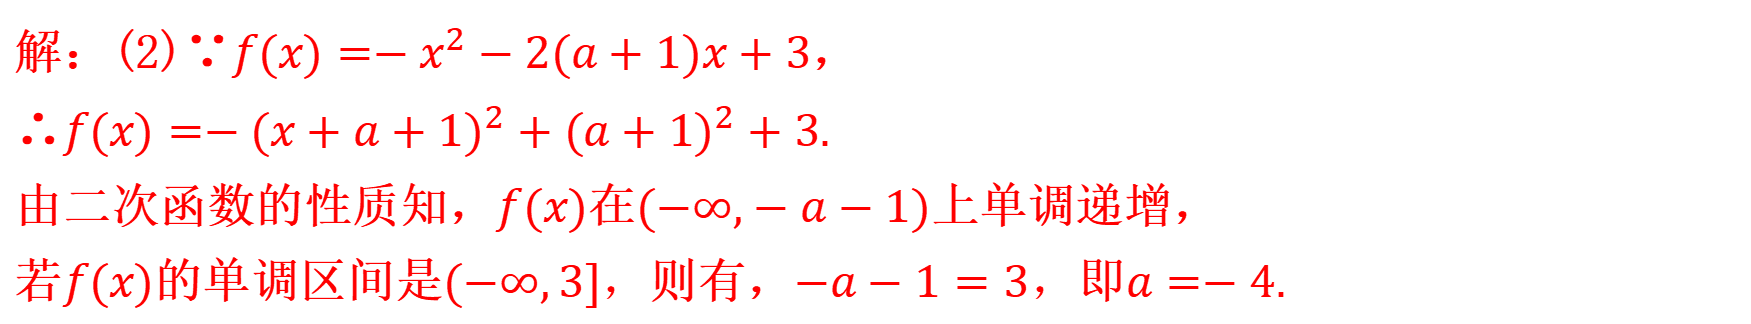 解：(2)∵f(x) =− x² − 2(a + 1)x + 3，
∴f(x) =− (x + a + 1)² + (a + 1)² + 3.
由二次函数的性质知，f(x)在(−∞, − a − 1)上单调递增，
若f(x)的单调区间是(−∞, 3]，则有，−a − 1 = 3，即a =− 4.